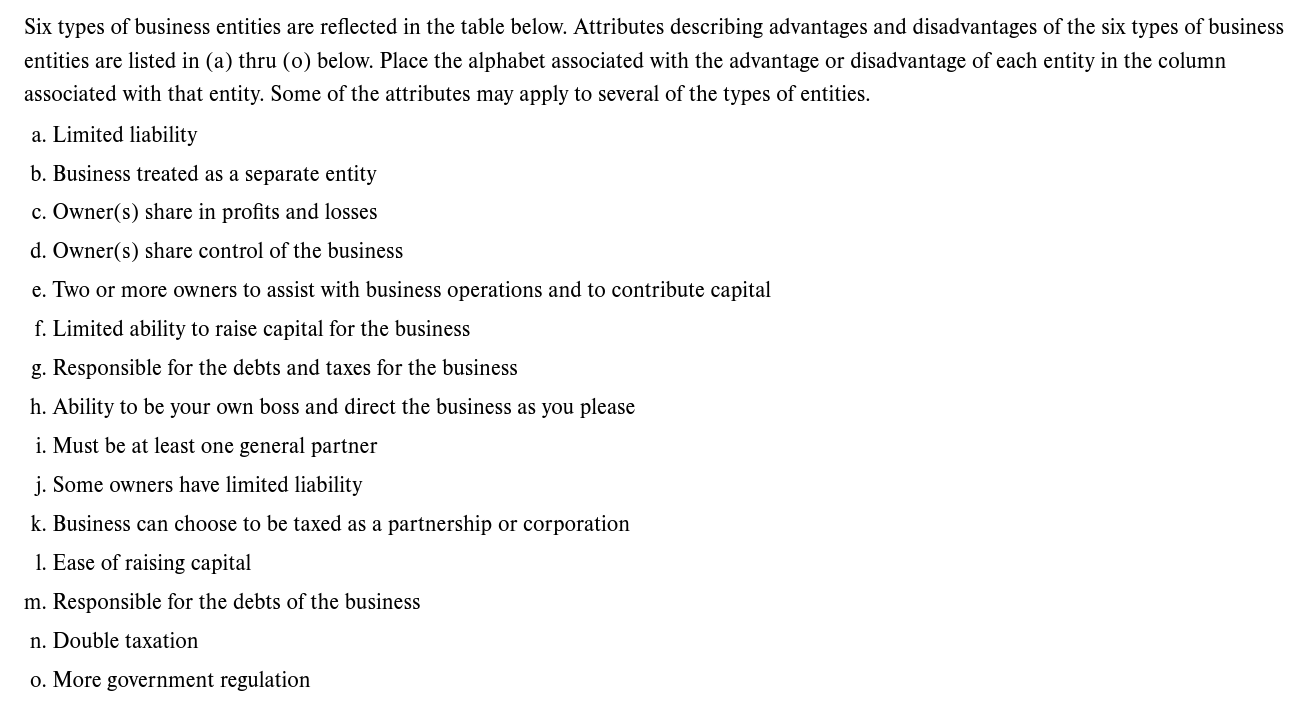 Six types of business entities are reflected in the table below. Attributes describing advantages and disadvantages of the six types of business
entities are listed in (a) thru (o) below. Place the alphabet associated with the advantage or disadvantage of each entity in the column
associated with that entity. Some of the attributes may apply to several of the types of entities.
a. Limited liability
b. Business treated as a separate entity
c. Owner(s) share in profits and losses
d. Owner(s) share control of the business
e. Two or more owners to assist with business operations and to contribute capital
f. Limited ability to raise capital for the business
g. Responsible for the debts and taxes for the business
h. Ability to be your own boss and direct the business as you please
i. Must be at least one general partner
j. Some owners have limited liability
k. Business can choose to be taxed as a partnership or corporation
l. Ease of raising capital
m. Responsible for the debts of the business
n. Double taxation
o. More government regulation